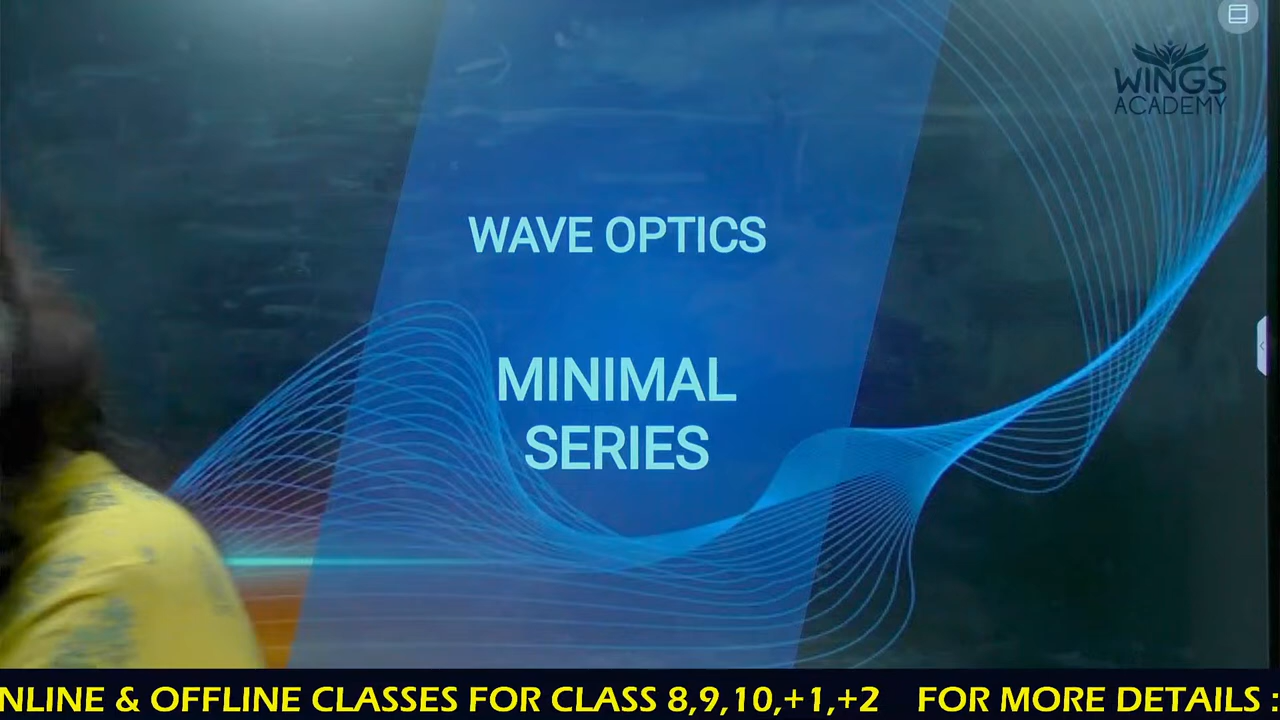 WINGS
ACADEMY
WAVE OPTICS
MINIMAL
SERIES
NLINE & OFFLINE CLASSES FOR CLASS 8,9,10,+1,+2 FOR MORE DETAILS :